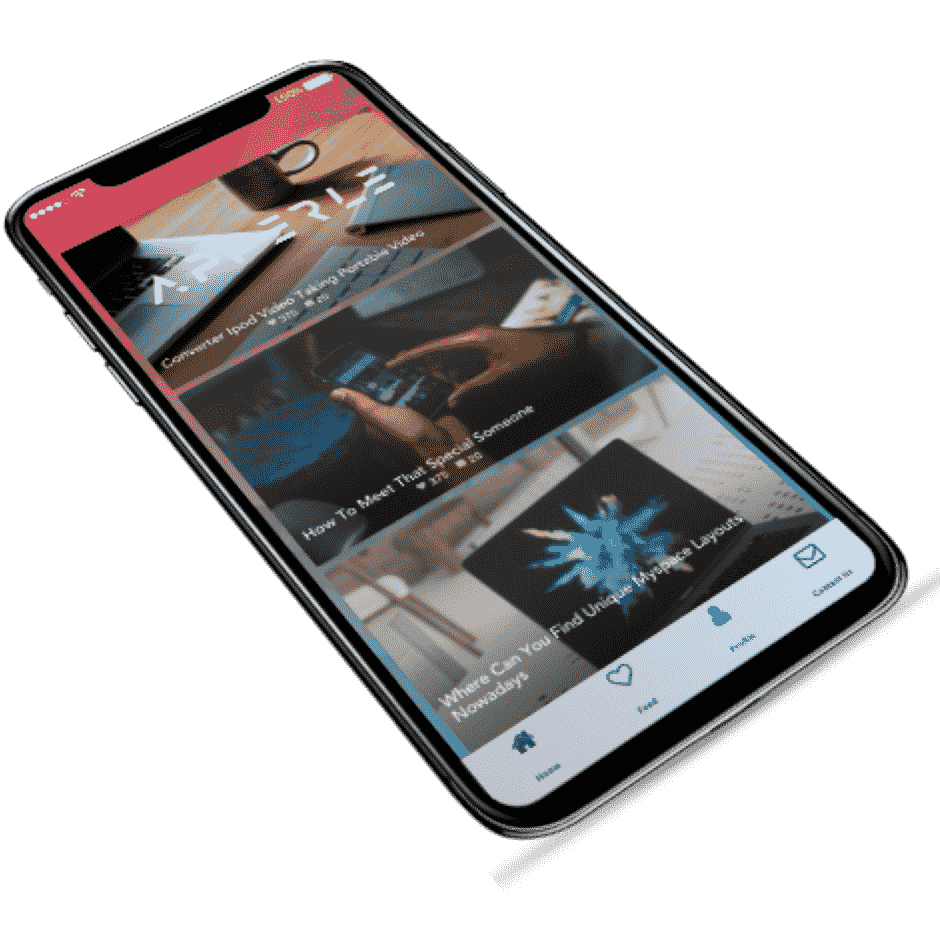 100%
Converter Ipod Video Taking Portable Video
375 20
How To Meet That Special Someone
375 20
Where Can You Find Unique Myspace Layouts
Nowadays
Home
Feed
Profile
Contact Us